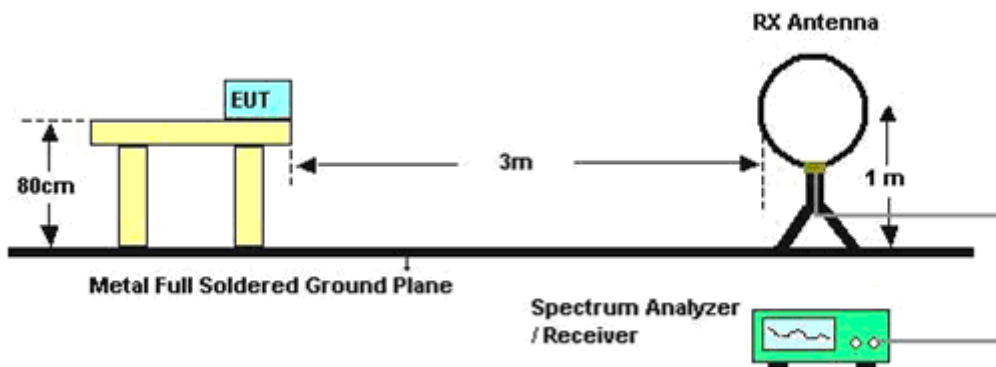 RX Antenna
EUT
80cm
3m
1 m
Metal Full Soldered Ground Plane
Spectrum Analyzer
/ Receiver